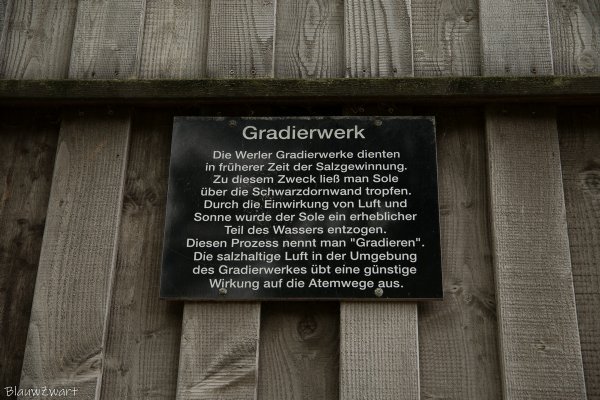 Gradierwerk
Die Werler Gradierwerke dienten
in früherer Zeit der Salzgewinnung.
Zu diesem Zweck ließ man Sole
über die Schwarzdornwand tropfen.
Durch die Einwirkung von Luft und
Sonne wurde der Sole ein erheblicher
Teil des Wassers entzogen.
Diesen Prozess nennt man "Gradieren".
Die salzhaltige Luft in der Umgebung
des Gradierwerkes übt eine günstige
Wirkung auf die Atemwege aus.
BlauwZwart